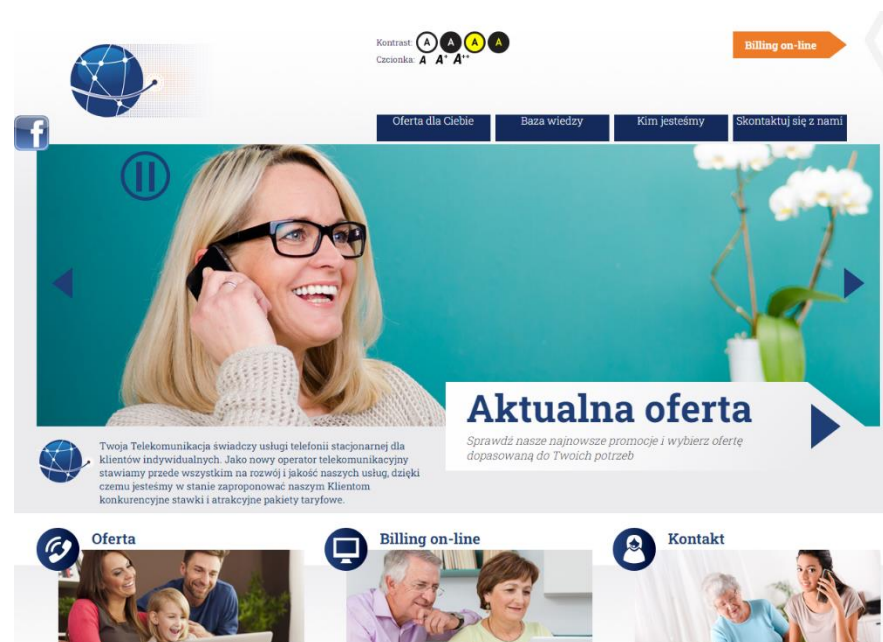 Kontrast: A A A A
Czcionka: A A+ A++
Billing on-line
Oferta dla Ciebie Baza wiedzy Kim jesteśmy Skontaktuj się z nami
f
Aktualna oferta
Sprawdź nasze najnowsze promocje i wybierz ofertę
dopasowaną do Twoich potrzeb
Twoja Telekomunikacja świadczy usługi telefonii stacjonarnej dla
klientów indywidualnych. Jako nowy operator telekomunikacyjny
stawiamy przede wszystkim na rozwój i jakość naszych usług, dzięki
czemu jesteśmy w stanie zaproponować naszym Klientom
konkurencyjne stawki i atrakcyjne pakiety taryfowe.
Oferta Billing on-line Kontakt